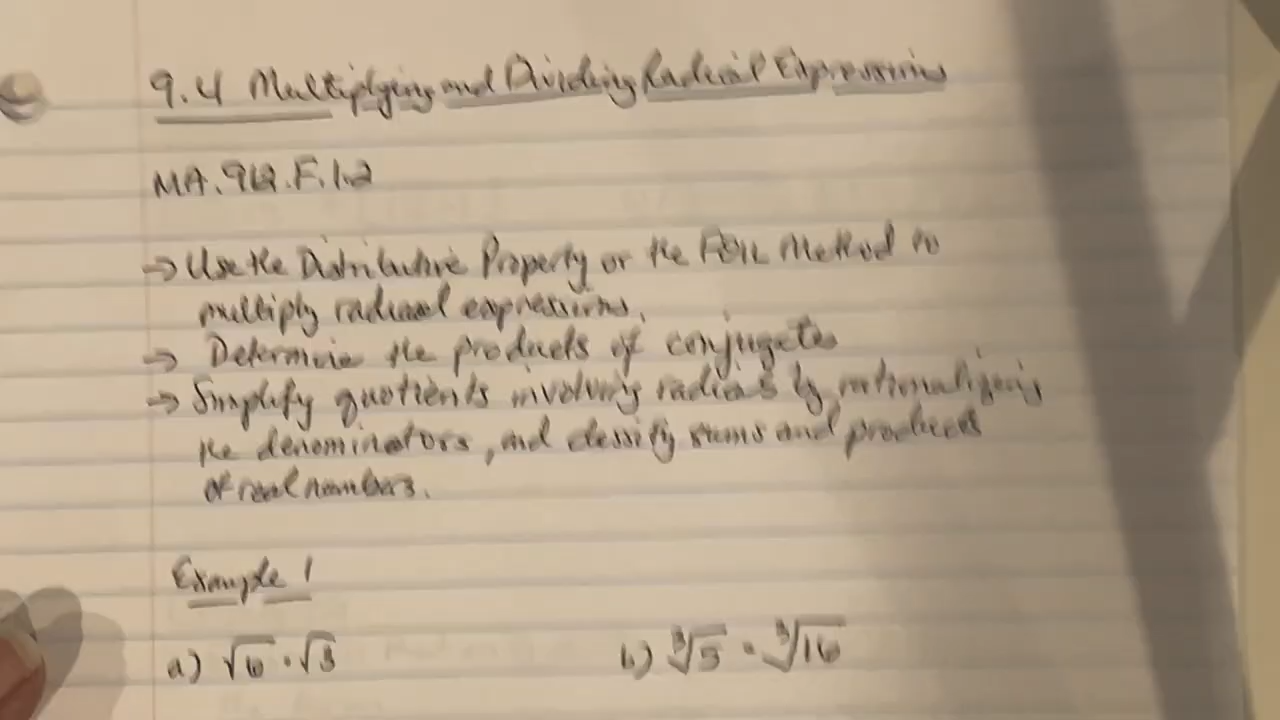 9.4 Multiplying and Dividing Radical Expressions
MA.912.F.1.2
→ Use the Distributive Property or the FOIL Method to
multiply radical expressions.
→ Determine the products of conjugates
→ Simplify quotients involving radicals by rationalizing
the denominators, and classify sums and products
of real numbers.
Example 1
a) √6 · √3 b) ∛5 · ∛16